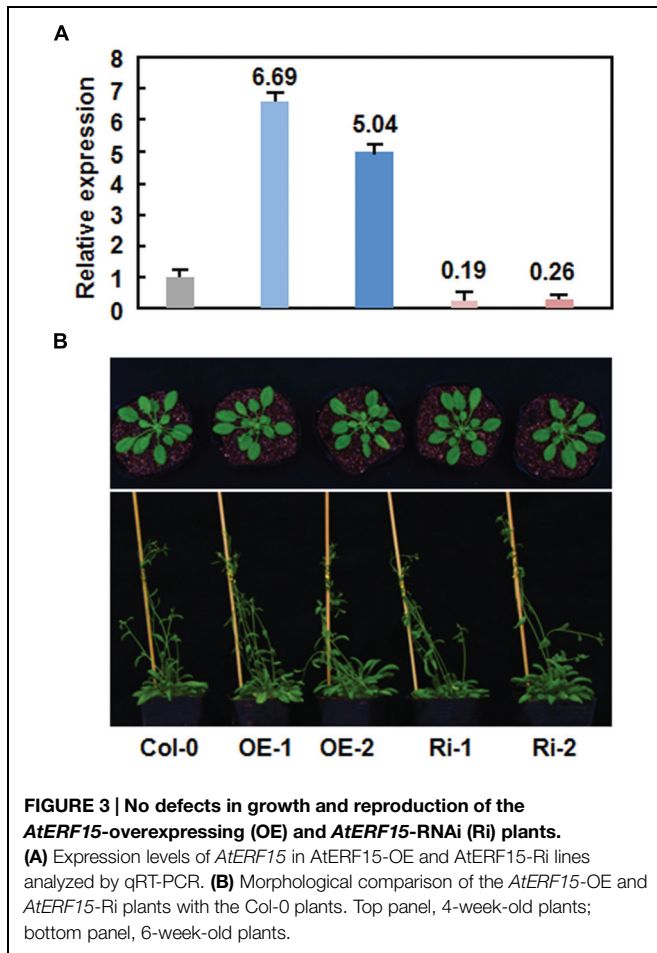 A
Relative expression
8
7
6
5
4
3
2
1
0
6.69
5.04
0.19
0.26
B
Col-0 OE-1 OE-2 Ri-1 Ri-2
FIGURE 3 | No defects in growth and reproduction of the
AtERF15-overexpressing (OE) and AtERF15-RNAi (Ri) plants.
(A) Expression levels of AtERF15 in AtERF15-OE and AtERF15-Ri lines
analyzed by qRT-PCR. (B) Morphological comparison of the AtERF15-OE and
AtERF15-Ri plants with the Col-0 plants. Top panel, 4-week-old plants;
bottom panel, 6-week-old plants.